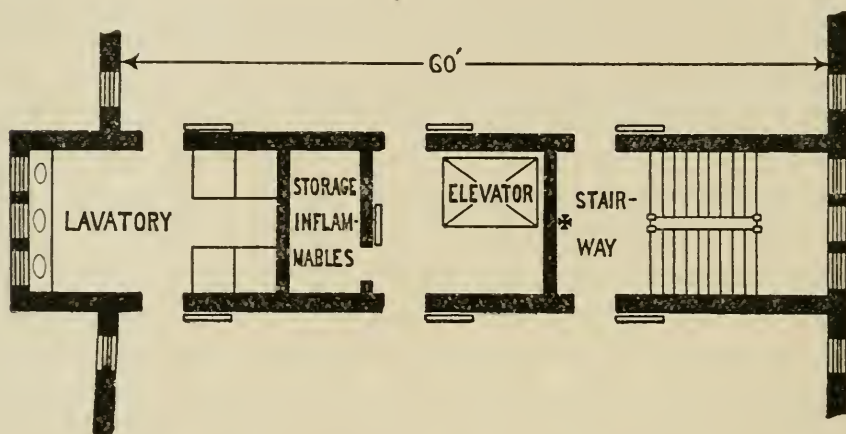 60′
LAVATORY
STORAGE
INFLAM-
MABLES
ELEVATOR
STAIR-
WAY